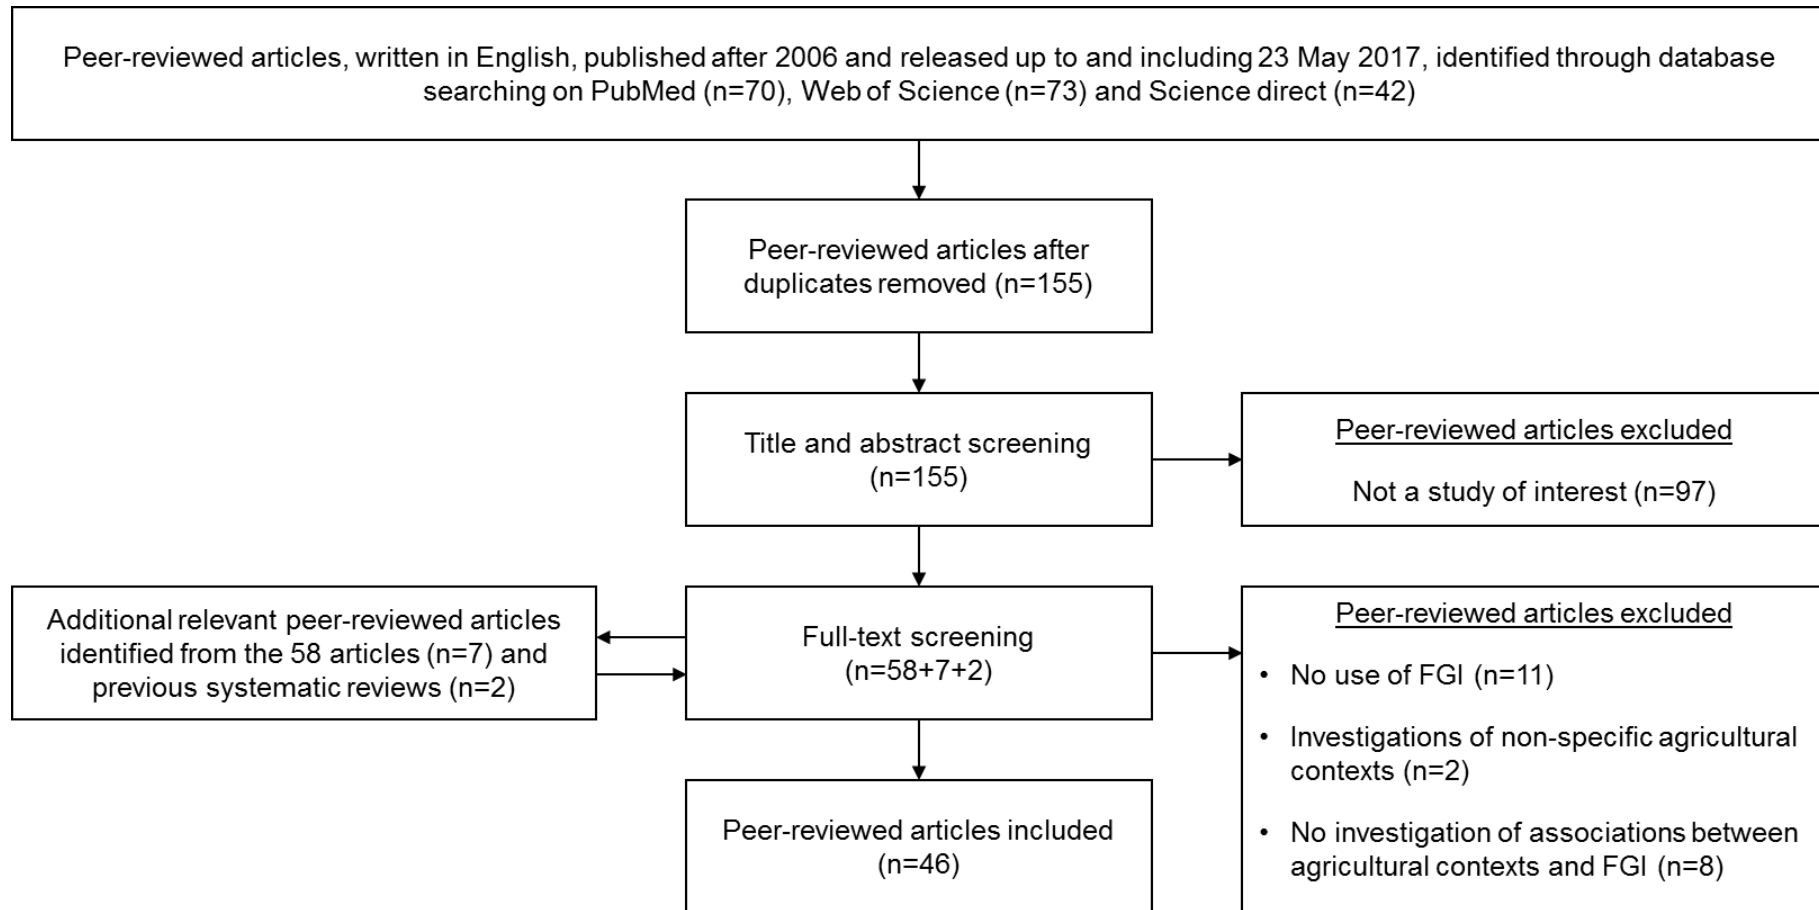 Peer-reviewed articles, written in English, published after 2006 and released up to and including 23 May 2017, identified through database
searching on PubMed (n=70), Web of Science (n=73) and Science direct (n=42)
Peer-reviewed articles after
duplicates removed (n=155)
Title and abstract screening
(n=155)
Peer-reviewed articles excluded
Not a study of interest (n=97)
Additional relevant peer-reviewed articles
identified from the 58 articles (n=7) and
previous systematic reviews (n=2)
Full-text screening
(n=58+7+2)
Peer-reviewed articles excluded
• No use of FGI (n=11)
• Investigations of non-specific agricultural
contexts (n=2)
• No investigation of associations between
agricultural contexts and FGI (n=8)
Peer-reviewed articles included
(n=46)